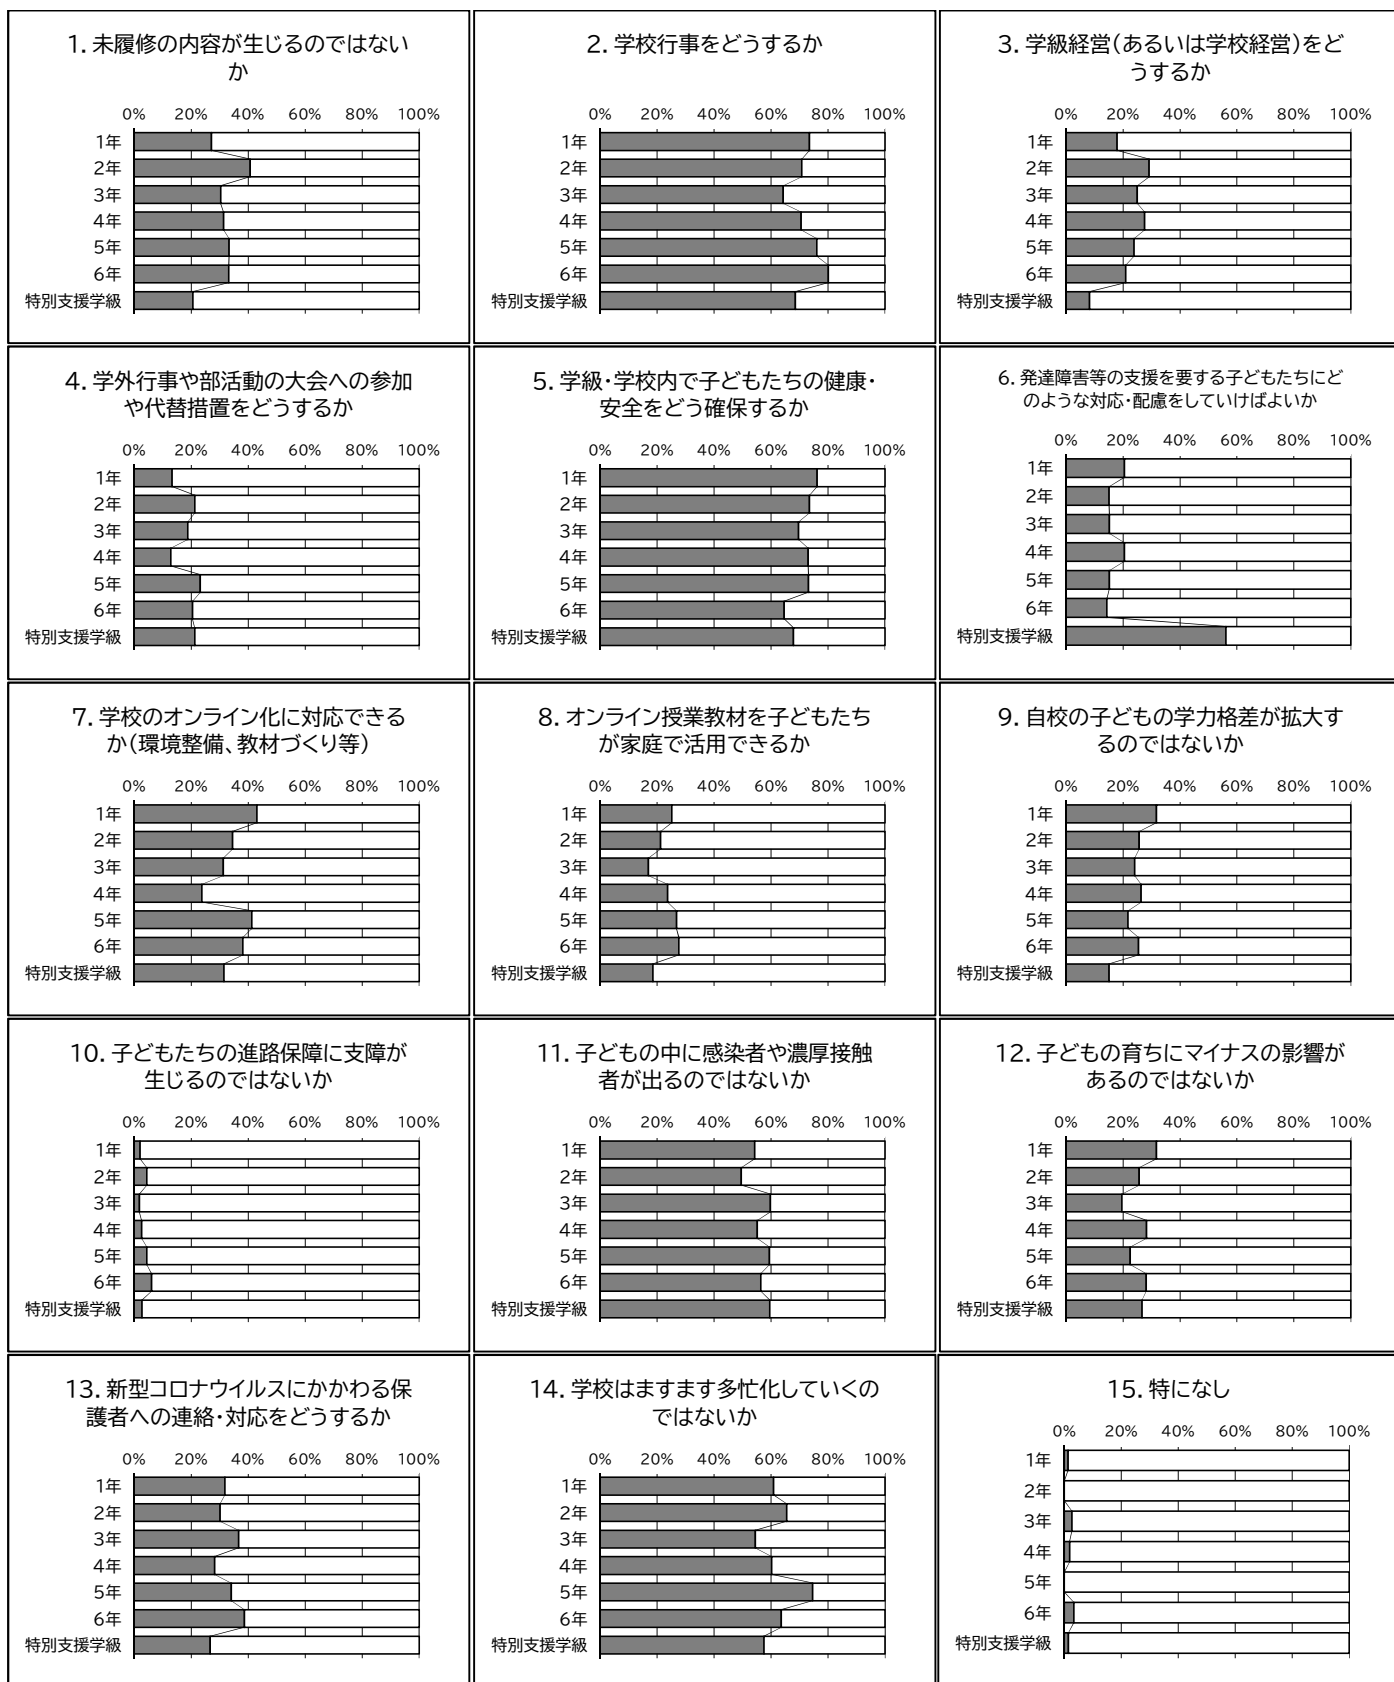 1. 未履修の内容が生じるのではない
か
0% 20% 40% 60% 80% 100%
1年
2年
3年
4年
5年
6年
特別支援学級
2. 学校行事をどうするか
0% 20% 40% 60% 80% 100%
1年
2年
3年
4年
5年
6年
特別支援学級
3. 学級経営(あるいは学校経営)をど
うするか
0% 20% 40% 60% 80% 100%
1年
2年
3年
4年
5年
6年
特別支援学級
4. 学外行事や部活動の大会への参加
や代替措置をどうするか
0% 20% 40% 60% 80% 100%
1年
2年
3年
4年
5年
6年
特別支援学級
5. 学級・学校内で子どもたちの健康・
安全をどう確保するか
0% 20% 40% 60% 80% 100%
1年
2年
3年
4年
5年
6年
特別支援学級
6. 発達障害等の支援を要する子どもたちにど
のような対応・配慮をしていけばよいか
0% 20% 40% 60% 80% 100%
1年
2年
3年
4年
5年
6年
特別支援学級
7. 学校のオンライン化に対応できる
か(環境整備、教材づくり等)
0% 20% 40% 60% 80% 100%
1年
2年
3年
4年
5年
6年
特別支援学級
8. オンライン授業教材を子どもたち
が家庭で活用できるか
0% 20% 40% 60% 80% 100%
1年
2年
3年
4年
5年
6年
特別支援学級
9. 自校の子どもの学力格差が拡大す
るのではないか
0% 20% 40% 60% 80% 100%
1年
2年
3年
4年
5年
6年
特別支援学級
10. 子どもたちの進路保障に支障が
生じるのではないか
0% 20% 40% 60% 80% 100%
1年
2年
3年
4年
5年
6年
特別支援学級
11. 子どもの中に感染者や濃厚接触
者が出るのではないか
0% 20% 40% 60% 80% 100%
1年
2年
3年
4年
5年
6年
特別支援学級
12. 子どもの育ちにマイナスの影響が
あるのではないか
0% 20% 40% 60% 80% 100%
1年
2年
3年
4年
5年
6年
特別支援学級
13. 新型コロナウイルスにかかわる保
護者への連絡・対応をどうするか
0% 20% 40% 60% 80% 100%
1年
2年
3年
4年
5年
6年
特別支援学級
14. 学校はますます多忙化していくの
ではないか
0% 20% 40% 60% 80% 100%
1年
2年
3年
4年
5年
6年
特別支援学級
15. 特になし
0% 20% 40% 60% 80% 100%
1年
2年
3年
4年
5年
6年
特別支援学級